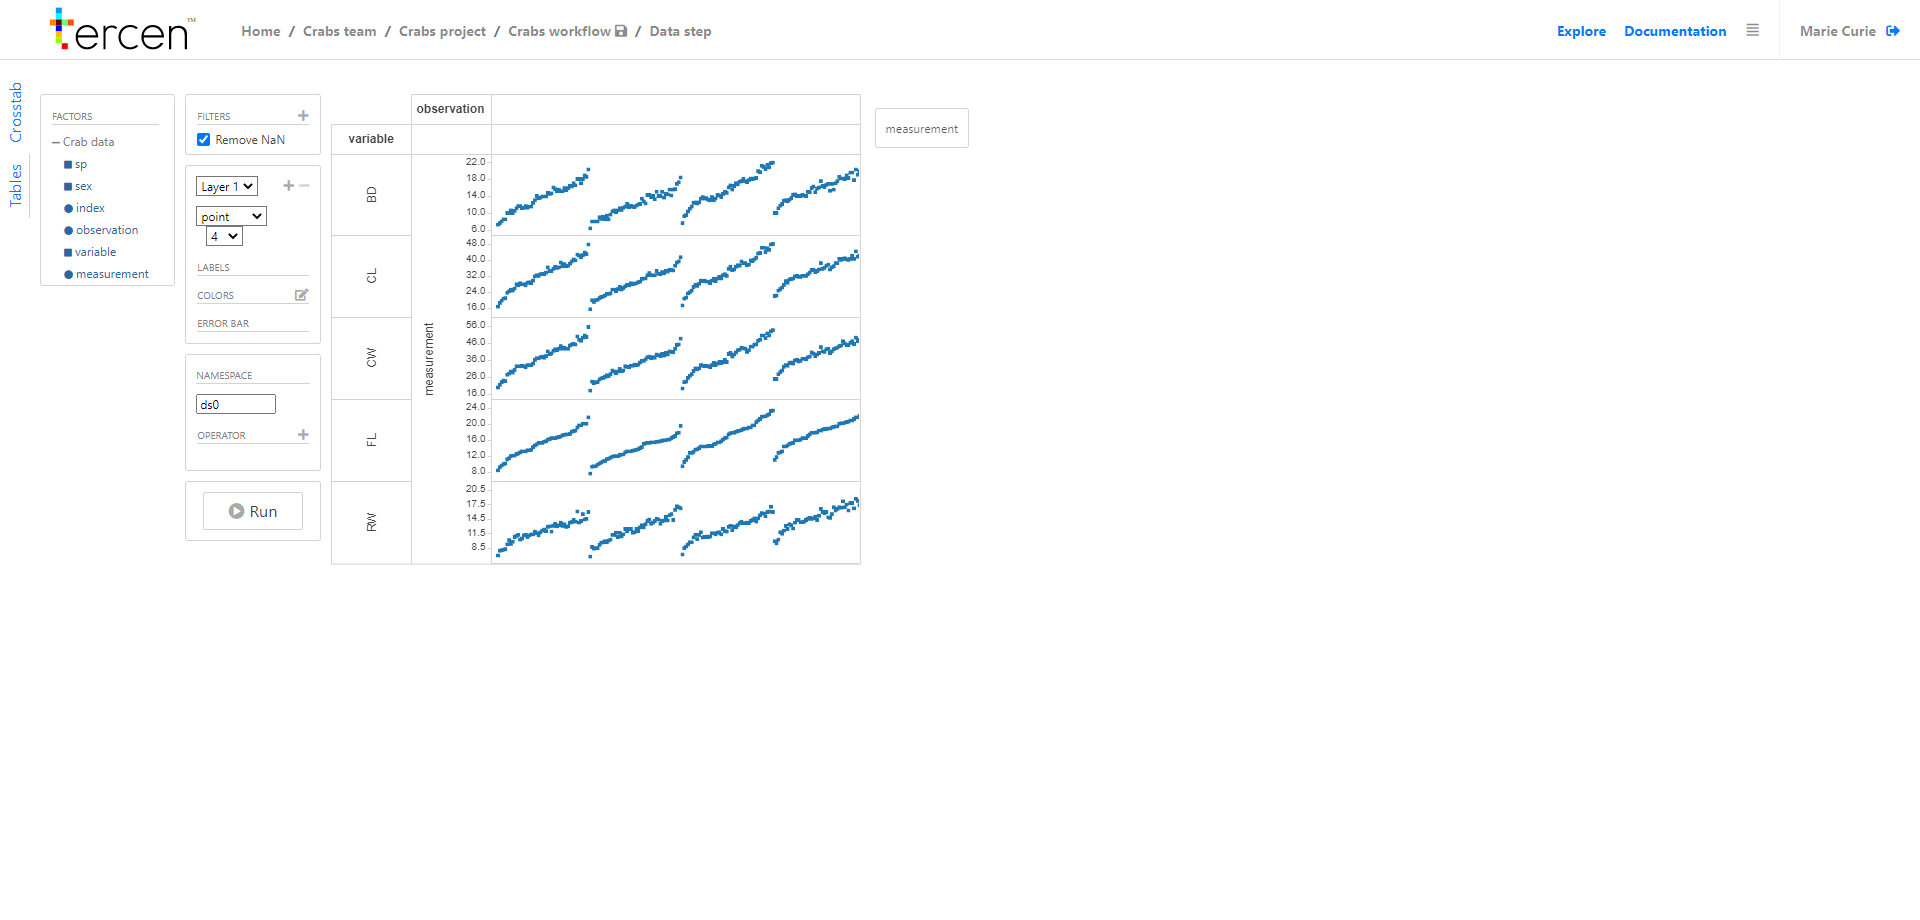 tercen™
Home / Crabs team / Crabs project / Crabs workflow / Data step
Explore
Documentation
Marie Curie
Crosstab
Tables
FACTORS
Crab data
sp
sex
index
observation
variable
measurement
FILTERS
Remove NaN
Layer 1
point
4
LABELS
COLORS
ERROR BAR
NAMESPACE
ds0
OPERATOR
Run
observation
variable
measurement
BD
22.0
18.0
14.0
10.0
6.0
CL
48.0
40.0
32.0
24.0
16.0
CW
56.0
46.0
36.0
26.0
16.0
FL
24.0
20.0
16.0
12.0
8.0
RW
20.5
17.5
14.5
11.5
8.5
measurement